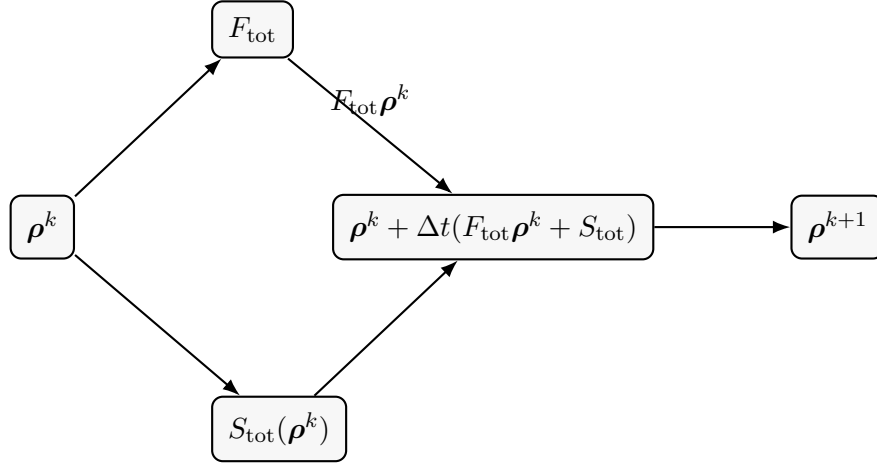 F_tot
F_tot 𝝆^k
𝝆^k
𝝆^k + Δt(F_tot 𝝆^k + S_tot)
𝝆^{k+1}
S_tot(𝝆^k)